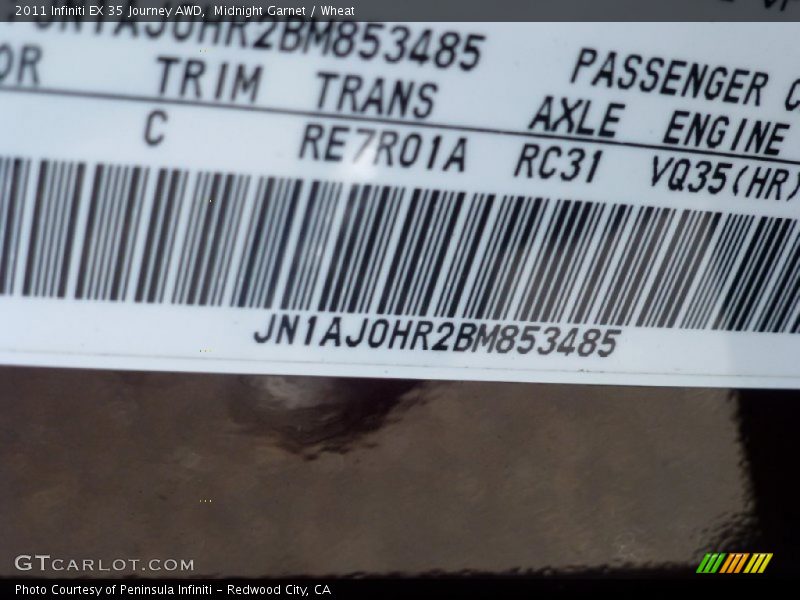 2011 Infiniti EX 35 Journey AWD, Midnight Garnet / Wheat
JN1AJ0HR2BM853485
PASSENGER
OR TRIM TRANS AXLE ENGINE
C RE7R01A RC31 VQ35(HR)
JN1AJ0HR2BM853485
GTCARLOT.COM
Photo Courtesy of Peninsula Infiniti – Redwood City, CA